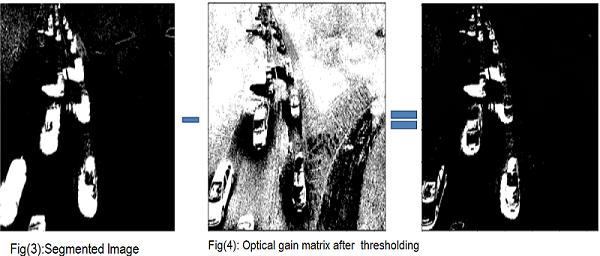 Fig(3):Segmented Image
Fig(4): Optical gain matrix after thresholding